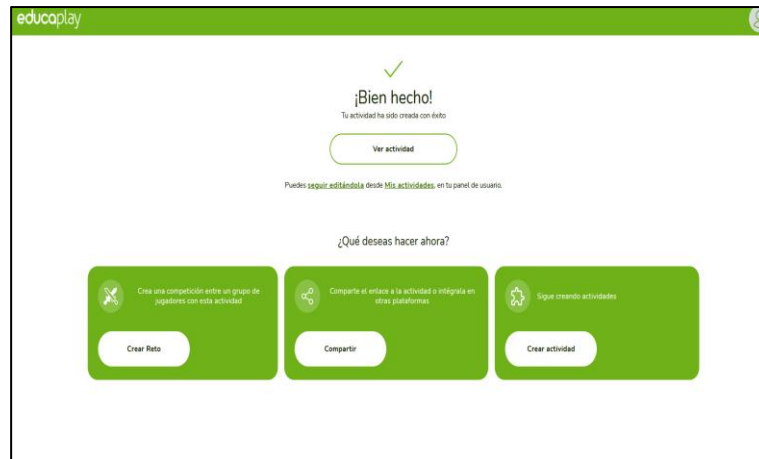 educaplay
¡Bien hecho!
Tu actividad ha sido creada con éxito
Ver actividad
Puedes seguir editándola desde Mis actividades, en tu panel de usuario.
¿Qué deseas hacer ahora?
Crea una competición entre un grupo de
jugadores con esta actividad
Crear Reto
Comparte el enlace a la actividad o intégrala en
otras plataformas
Compartir
Sigue creando actividades
Crear actividad